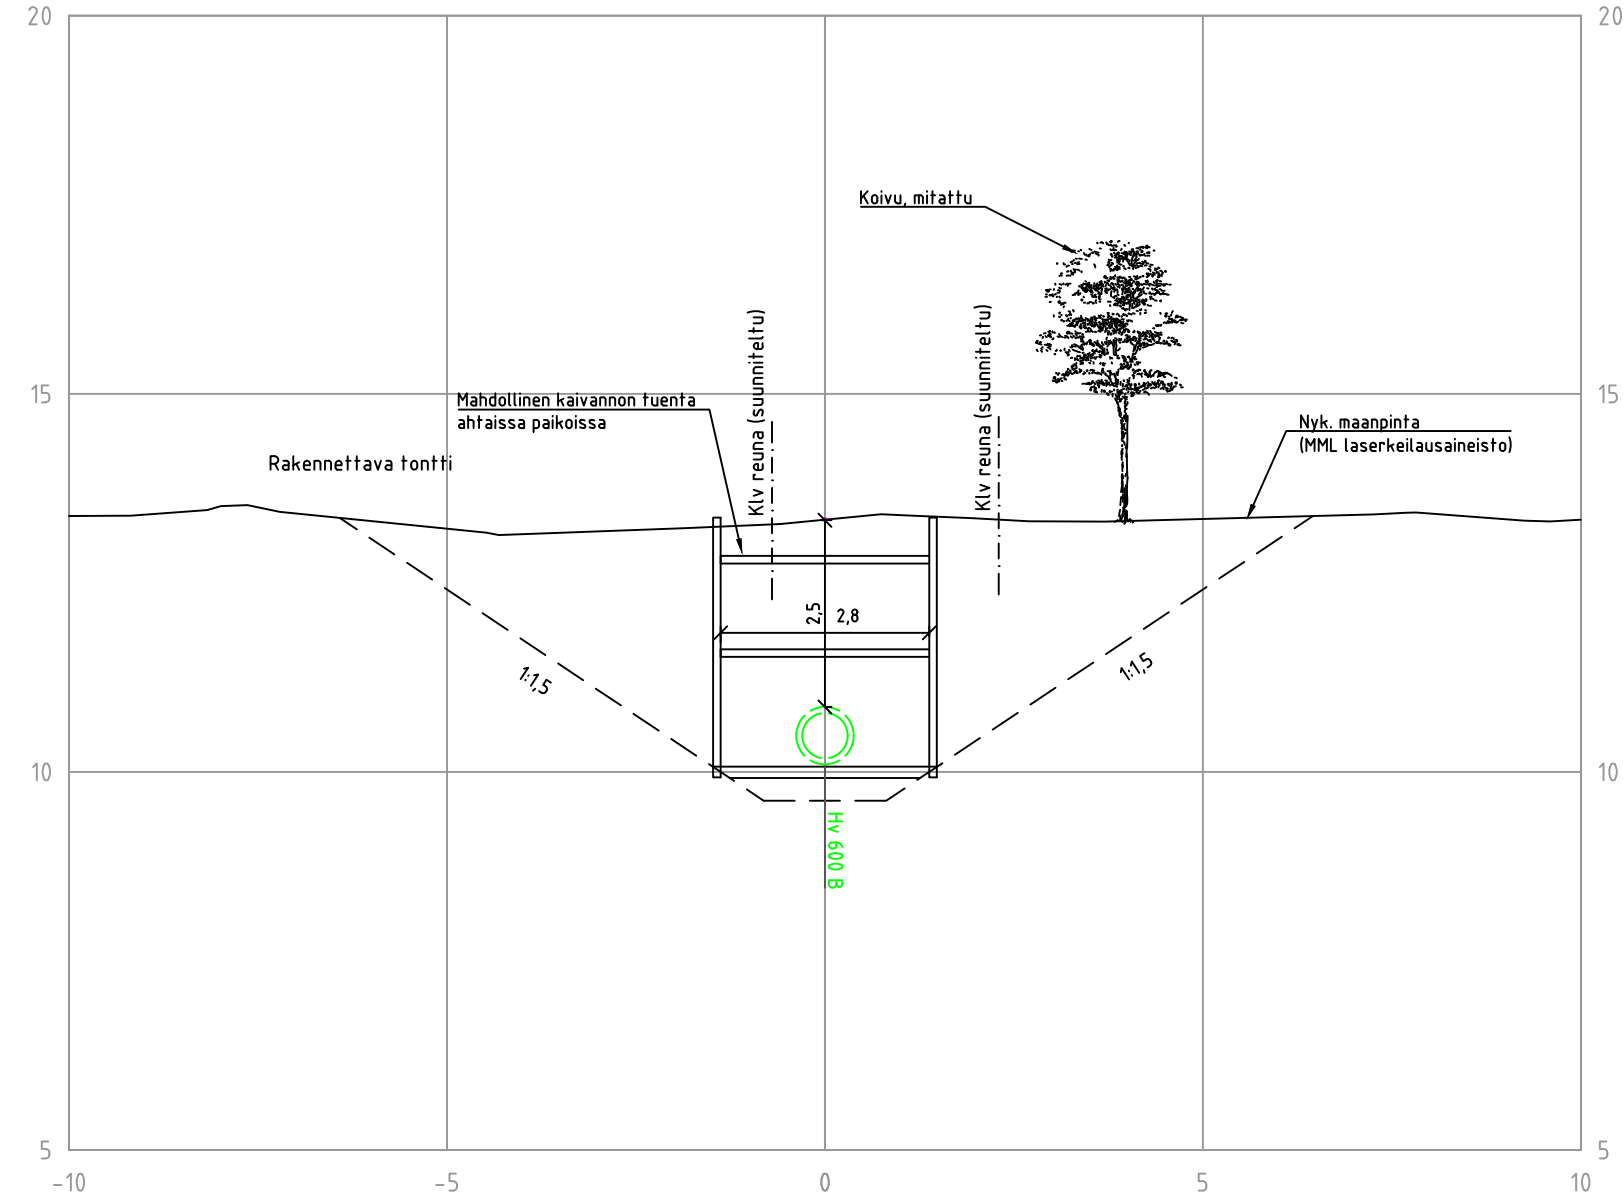 20
20
Koivu, mitattu
Klv reuna (suunniteltu)
Klv reuna (suunniteltu)
15
15
Mahdollinen kaivannon tuenta
ahtaissa paikoissa
Nyk. maanpinta
(MML laserkeilausaineisto)
Rakennettava tontti
2,5
2,8
1:1,5
1:1,5
10
10
Hv 600 B
5
5
-10
-5
0
5
10